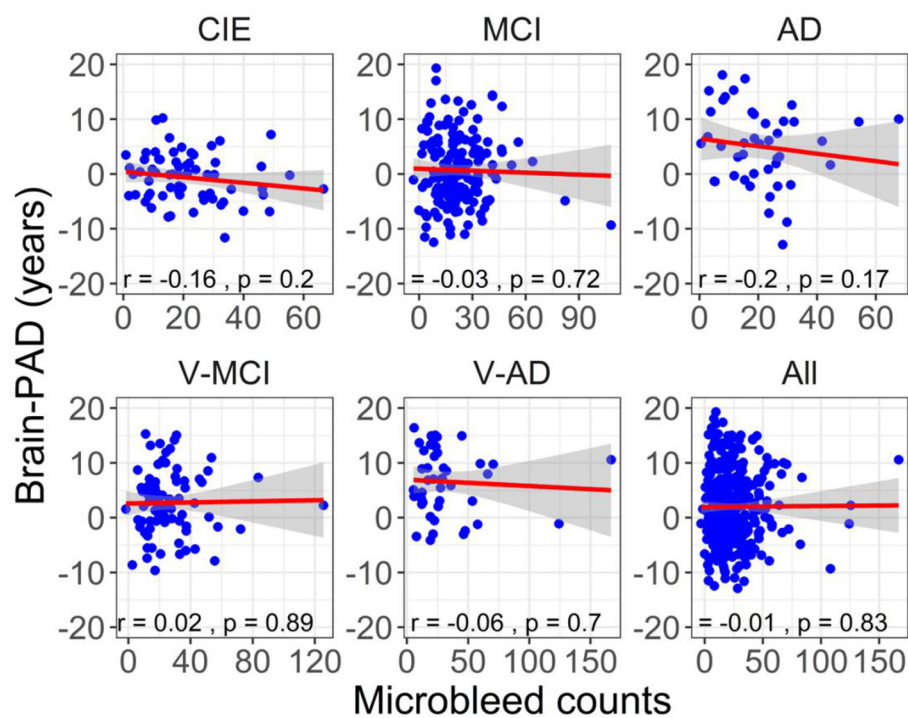 CIE MCI AD
20 20 20
10 10 10
0 0 0
-10 -10 -10
-20 -20 -20
r = -0.16 , p = 0.2 = -0.03 , p = 0.72 r = -0.2 , p = 0.17
0 20 40 60 0 30 60 90 0 20 40 60
Brain-PAD (years)
V-MCI V-AD All
20 20 20
10 10 10
0 0 0
-10 -10 -10
-20 -20 -20
r = 0.02 , p = 0.89 r = -0.06 , p = 0.7 = -0.01 , p = 0.83
0 40 80 120 0 50 100 150 0 50 100 150
Microbleed counts